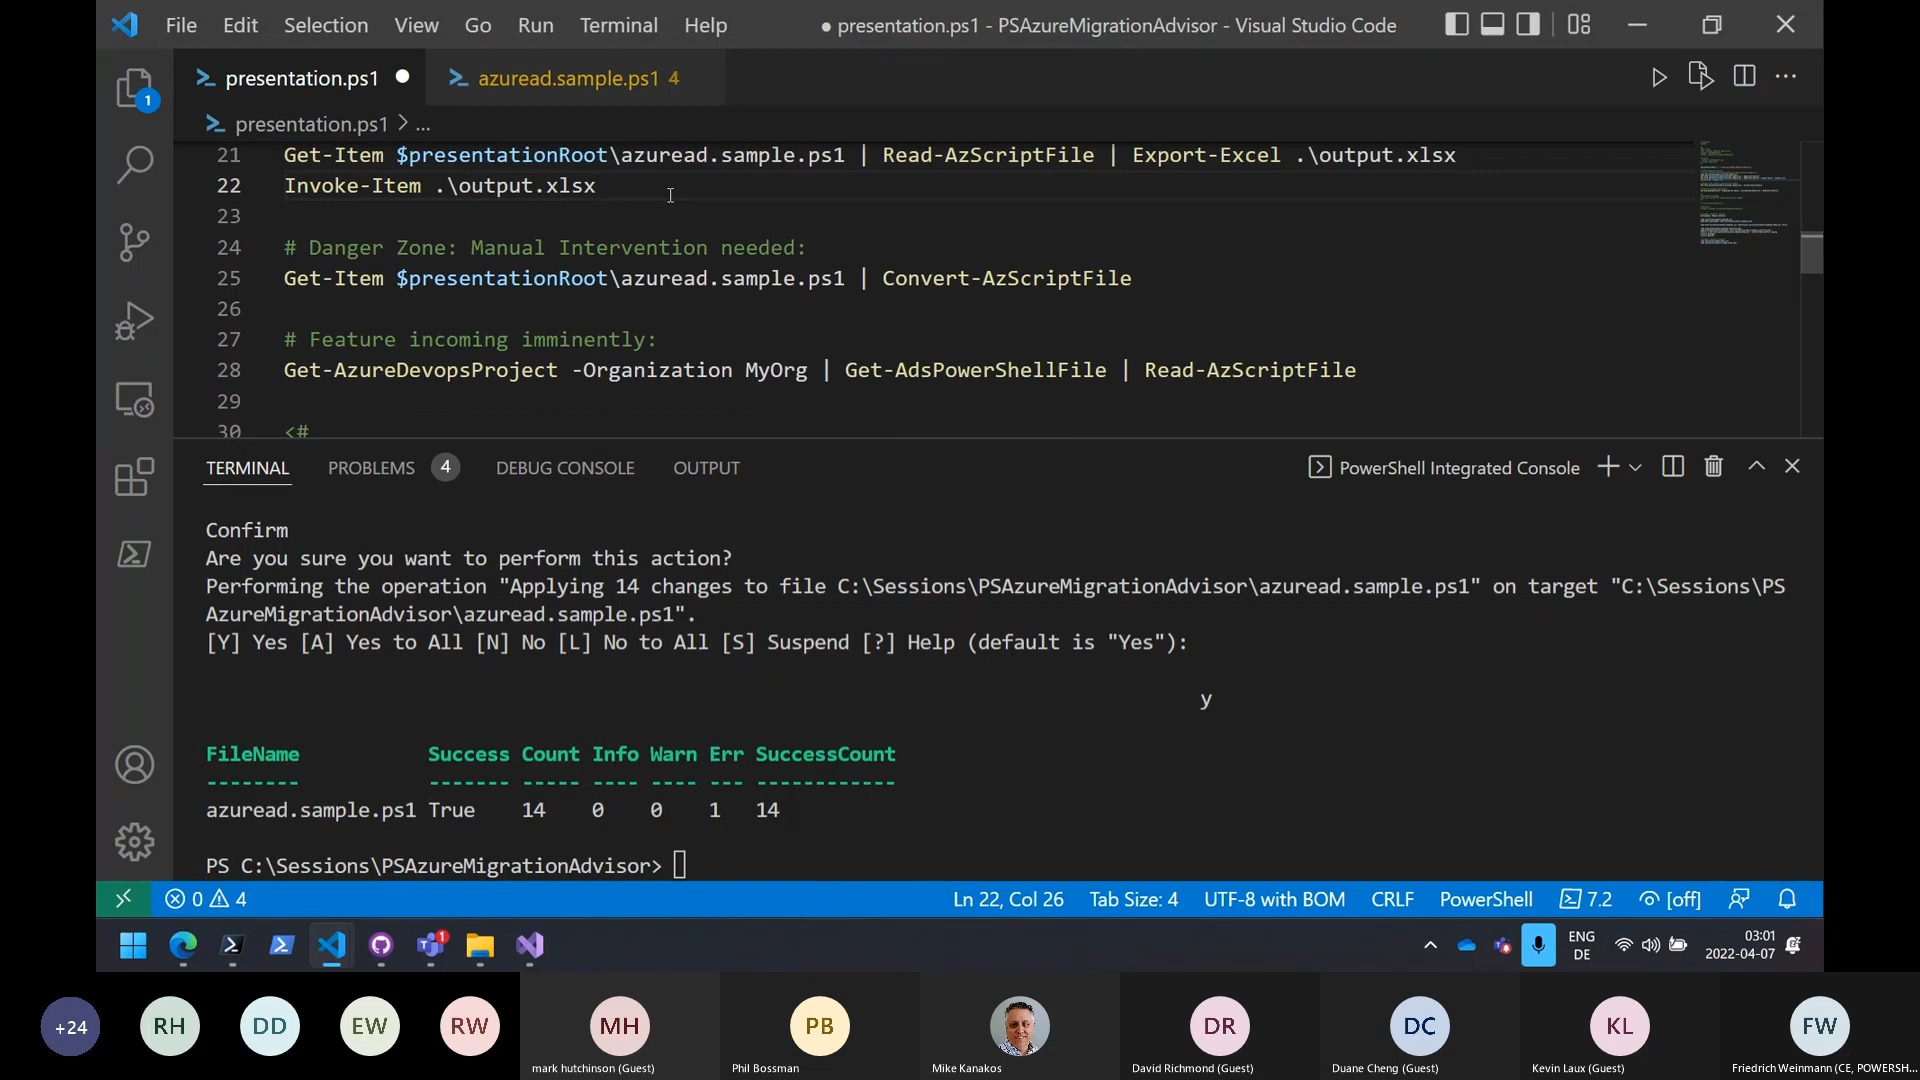 File Edit Selection View Go Run Terminal Help
● presentation.ps1 - PSAzureMigrationAdvisor - Visual Studio Code
presentation.ps1 ● azuread.sample.ps1 4
1
presentation.ps1 > ...
21 Get-Item $presentationRoot\azuread.sample.ps1 | Read-AzScriptFile | Export-Excel .\output.xlsx
22 Invoke-Item .\output.xlsx
23
24 # Danger Zone: Manual Intervention needed:
25 Get-Item $presentationRoot\azuread.sample.ps1 | Convert-AzScriptFile
26
27 # Feature incoming imminently:
28 Get-AzureDevopsProject -Organization MyOrg | Get-AdsPowerShellFile | Read-AzScriptFile
29
30 <#
TERMINAL PROBLEMS 4 DEBUG CONSOLE OUTPUT PowerShell Integrated Console
Confirm
Are you sure you want to perform this action?
Performing the operation "Applying 14 changes to file C:\Sessions\PSAzureMigrationAdvisor\azuread.sample.ps1" on target "C:\Sessions\PS
AzureMigrationAdvisor\azuread.sample.ps1".
[Y] Yes [A] Yes to All [N] No [L] No to All [S] Suspend [?] Help (default is "Yes"):
y
FileName Success Count Info Warn Err SuccessCount
-------- ------- ----- ---- ---- --- ------------
azuread.sample.ps1 True 14 0 0 1 14
PS C:\Sessions\PSAzureMigrationAdvisor>
0 4 Ln 22, Col 26 Tab Size: 4 UTF-8 with BOM CRLF PowerShell 7.2 [off]
1 ENG 03:01
DE 2022-04-07
+24 RH DD EW RW MH PB DR DC KL FW
mark hutchinson (Guest) Phil Bossman Mike Kanakos David Richmond (Guest) Duane Cheng (Guest) Kevin Laux (Guest) Friedrich Weinmann (CE, POWERSH...